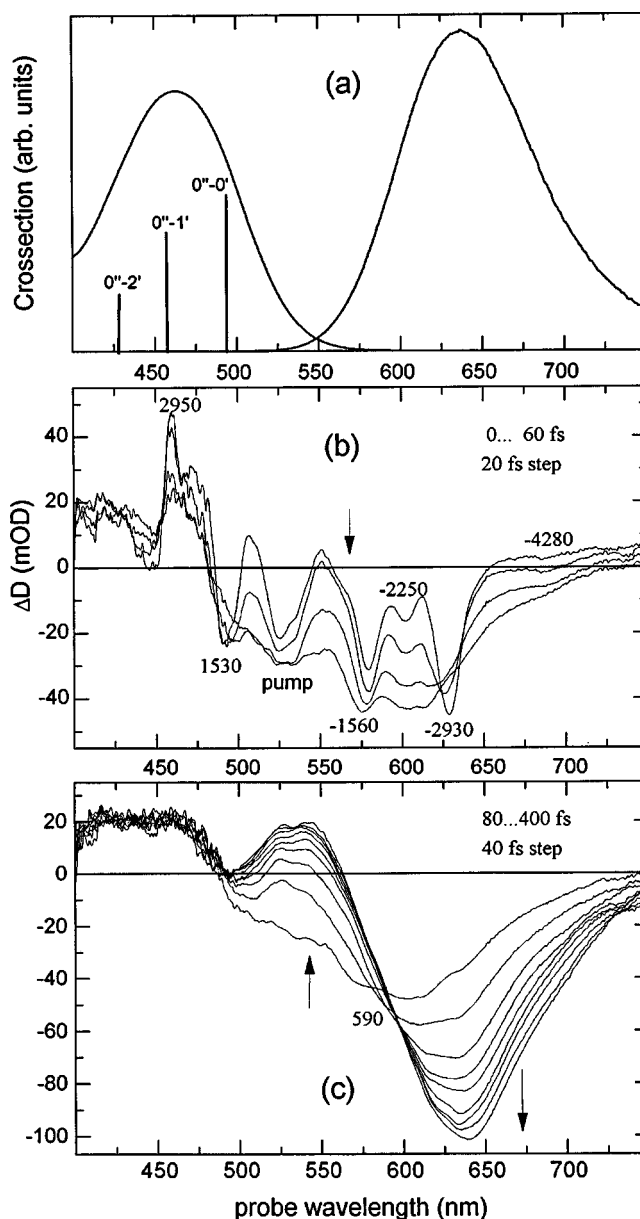 (a)
Crossection (arb. units)
0"-2'
0"-1'
0"-0'
450 500 550 600 650 700
2950
(b)
0... 60 fs
20 fs step
-4280
-2250
1530
pump
-1560
-2930
40
20
0
-20
-40
ΔD (mOD)
450 500 550 600 650 700
80...400 fs
40 fs step
590
(c)
20
0
-20
-40
-60
-80
-100
450 500 550 600 650 700
probe wavelength (nm)